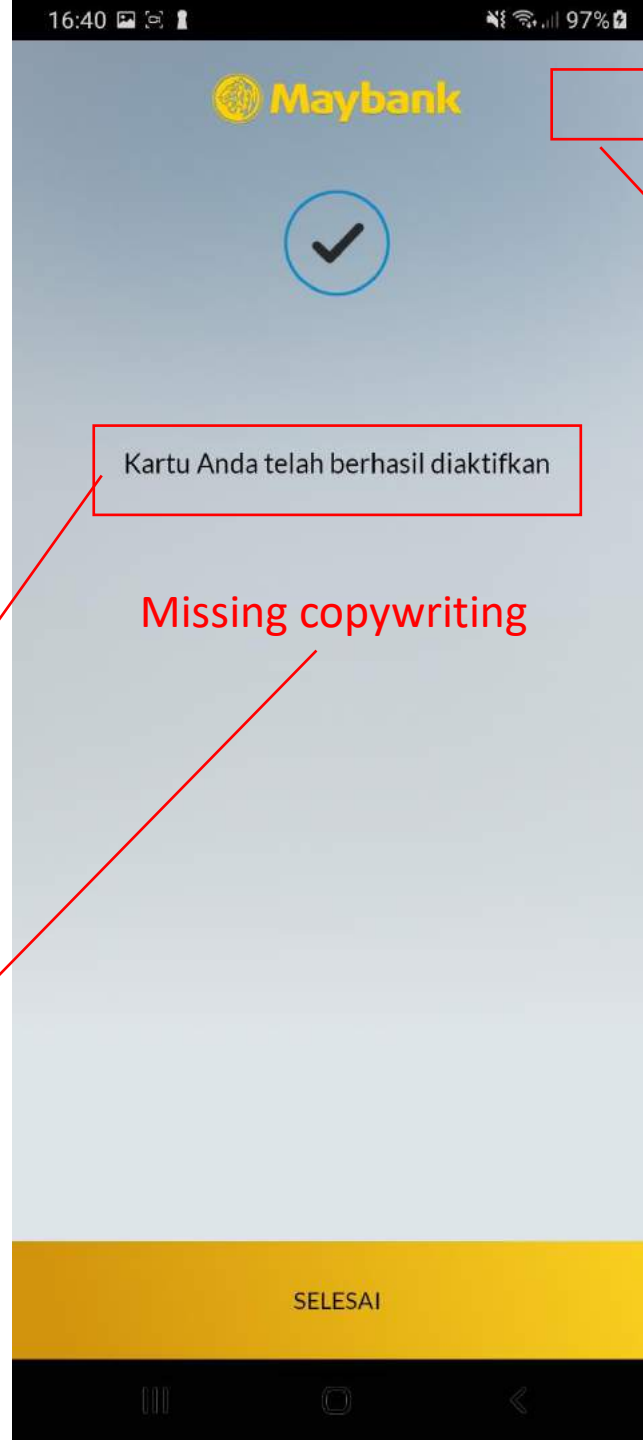 16:40
97%
Maybank
Kartu Anda telah berhasil diaktifkan
Missing copywriting
SELESAI